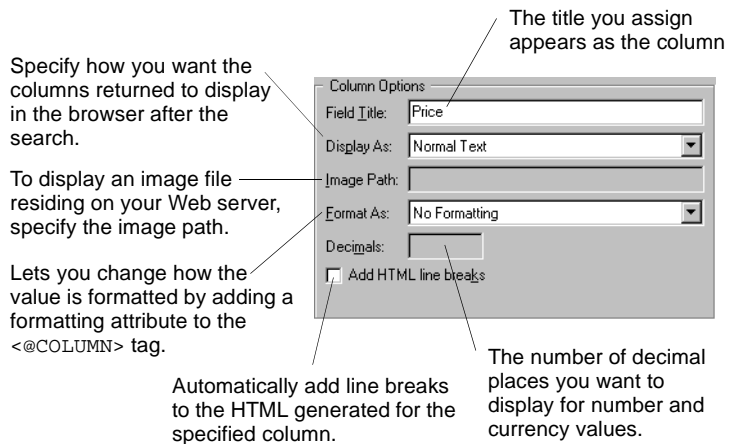 The title you assign
appears as the column
Specify how you want the
columns returned to display
in the browser after the
search.
To display an image file
residing on your Web server,
specify the image path.
Lets you change how the
value is formatted by adding a
formatting attribute to the
<@COLUMN> tag.
Column Options
Field Title: Price
Display As: Normal Text
Image Path:
Format As: No Formatting
Decimals:
Add HTML line breaks
Automatically add line breaks
to the HTML generated for the
specified column.
The number of decimal
places you want to
display for number and
currency values.